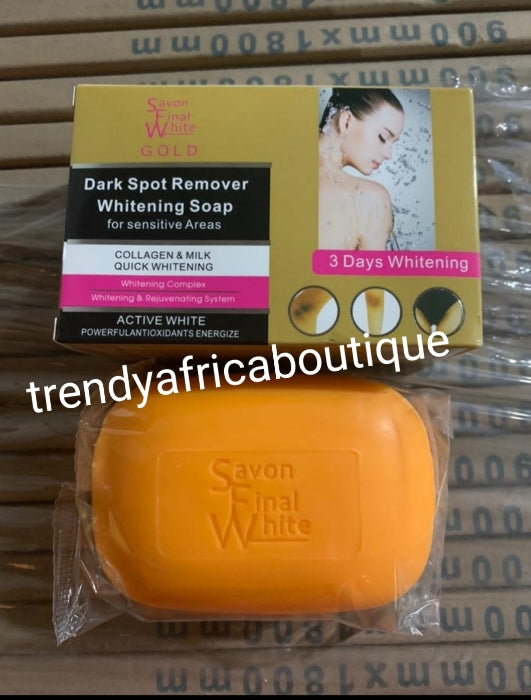 900mmx1800mm
Savon
Final
White
GOLD
Dark Spot Remover
Whitening Soap
for sensitive Areas
COLLAGEN & MILK
QUICK WHITENING
Whitening Complex
Whitening & Rejuvenating System
ACTIVE WHITE
POWERFULANTIOXIDANTS ENERGIZE
3 Days Whitening
trendyafricaboutique
Savon
Final
White